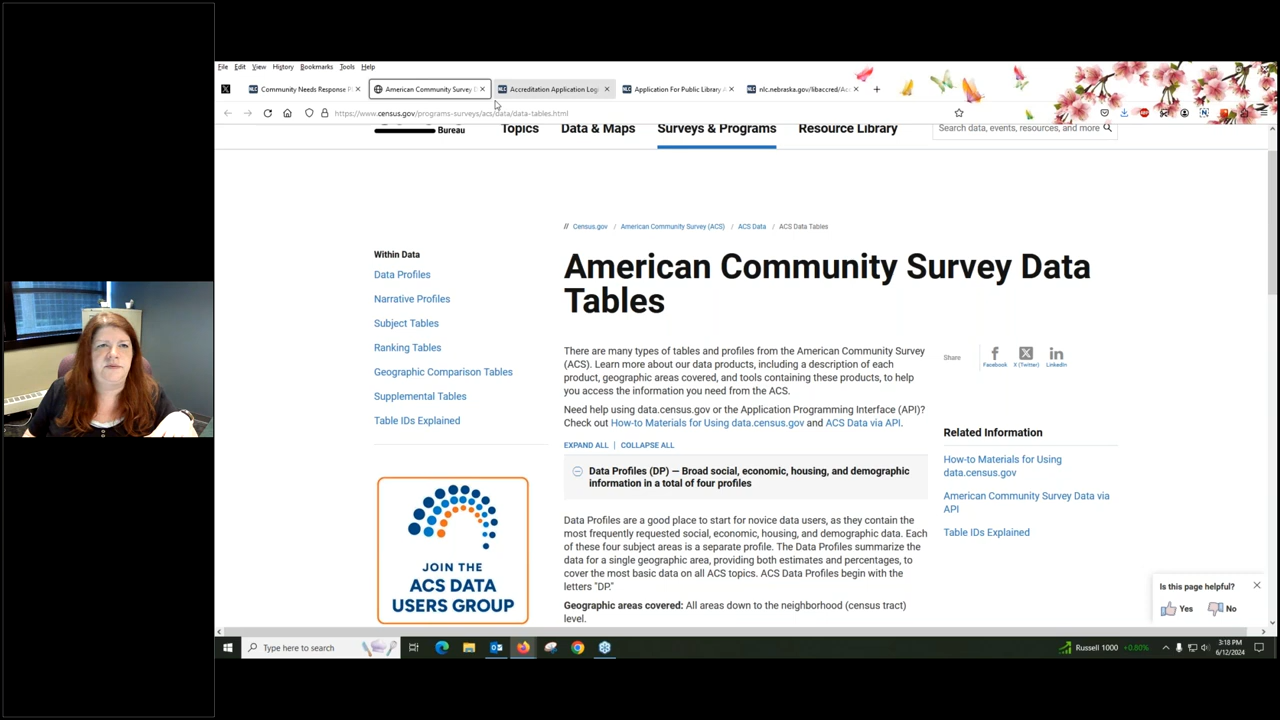 File Edit View History Bookmarks Tools Help
Community Needs Response P
American Community Survey D
Accreditation Application Log
Application For Public Library A
nlc.nebraska.gov/libaccred/Acc
https://www.census.gov/programs-surveys/acs/data/data-tables.html
Bureau
Topics
Data & Maps
Surveys & Programs
Resource Library
Search data, events, resources, and more
// Census.gov / American Community Survey (ACS) / ACS Data / ACS Data Tables
Within Data
Data Profiles
Narrative Profiles
Subject Tables
Ranking Tables
Geographic Comparison Tables
Supplemental Tables
Table IDs Explained
JOIN THE
ACS DATA
USERS GROUP
American Community Survey Data
Tables
There are many types of tables and profiles from the American Community Survey
(ACS). Learn more about our data products, including a description of each
product, geographic areas covered, and tools containing these products, to help
you access the information you need from the ACS.
Need help using data.census.gov or the Application Programming Interface (API)?
Check out How-to Materials for Using data.census.gov and ACS Data via API.
EXPAND ALL | COLLAPSE ALL
Data Profiles (DP) — Broad social, economic, housing, and demographic
information in a total of four profiles
Data Profiles are a good place to start for novice data users, as they contain the
most frequently requested social, economic, housing, and demographic data. Each
of these four subject areas is a separate profile. The Data Profiles summarize the
data for a single geographic area, providing both estimates and percentages, to
cover the most basic data on all ACS topics. ACS Data Profiles begin with the
letters "DP."
Geographic areas covered: All areas down to the neighborhood (census tract)
level.
Share
Facebook
X (Twitter)
LinkedIn
Related Information
How-to Materials for Using
data.census.gov
American Community Survey Data via
API
Table IDs Explained
Is this page helpful?
Yes
No
Type here to search
Russell 1000 +0.80%
3:18 PM
6/12/2024